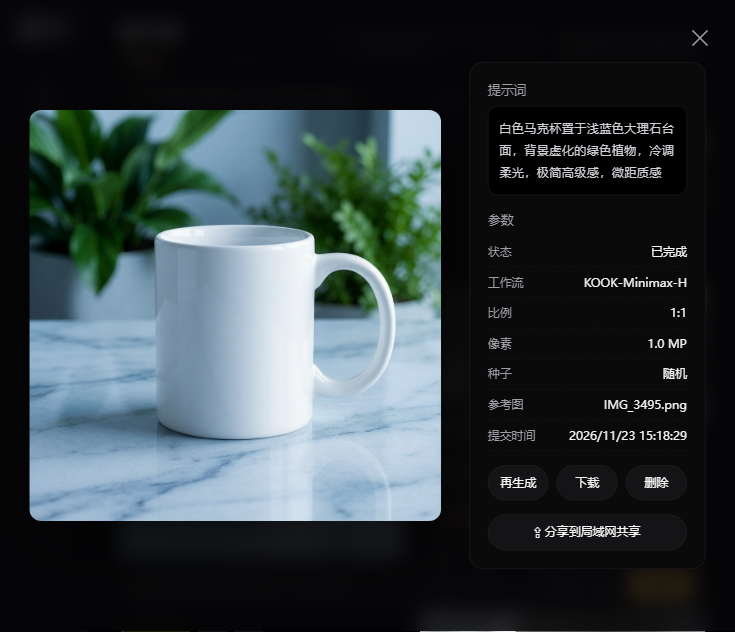 提示词
白色马克杯置于浅蓝色大理石台
面，背景虚化的绿色植物，冷调
柔光，极简高级感，微距质感
参数
状态 已完成
工作流 KOOK-Minimax-H
比例 1:1
像素 1.0 MP
种子 随机
参考图 IMG_3495.png
提交时间 2026/11/23 15:18:29
再生成 下载 删除
⇪ 分享到局域网共享